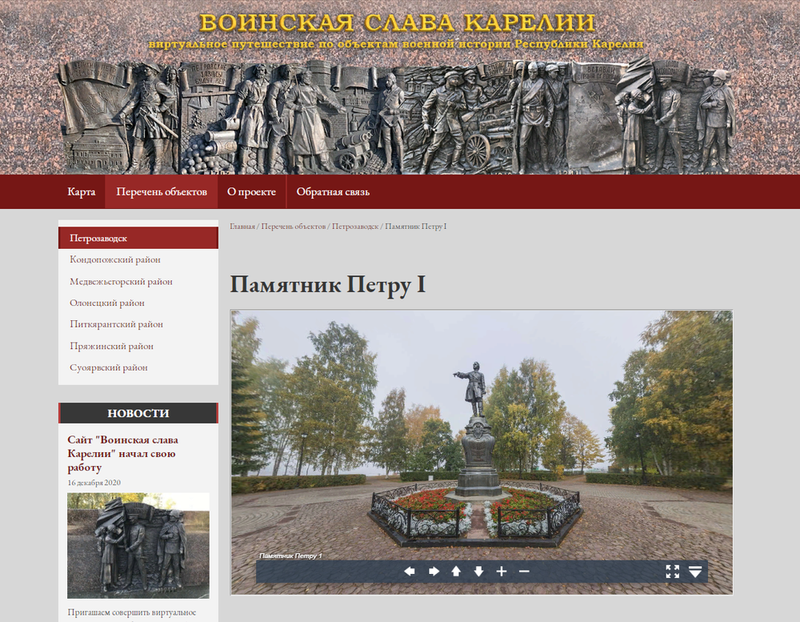 ВОИНСКАЯ СЛАВА КАРЕЛИИ
виртуальное путешествие по объектам военной истории Республики Карелия
Карта
Перечень объектов
О проекте
Обратная связь
Петрозаводск
Кондопожский район
Медвежьегорский район
Олонецкий район
Питкярантский район
Пряжинский район
Суоярвский район
НОВОСТИ
Сайт "Воинская слава
Карелии" начал свою
работу
16 декабря 2020
Пригашаем совершить виртуальное
Главная / Перечень объектов / Петрозаводск / Памятник Петру I
Памятник Петру I
Памятник Петру 1